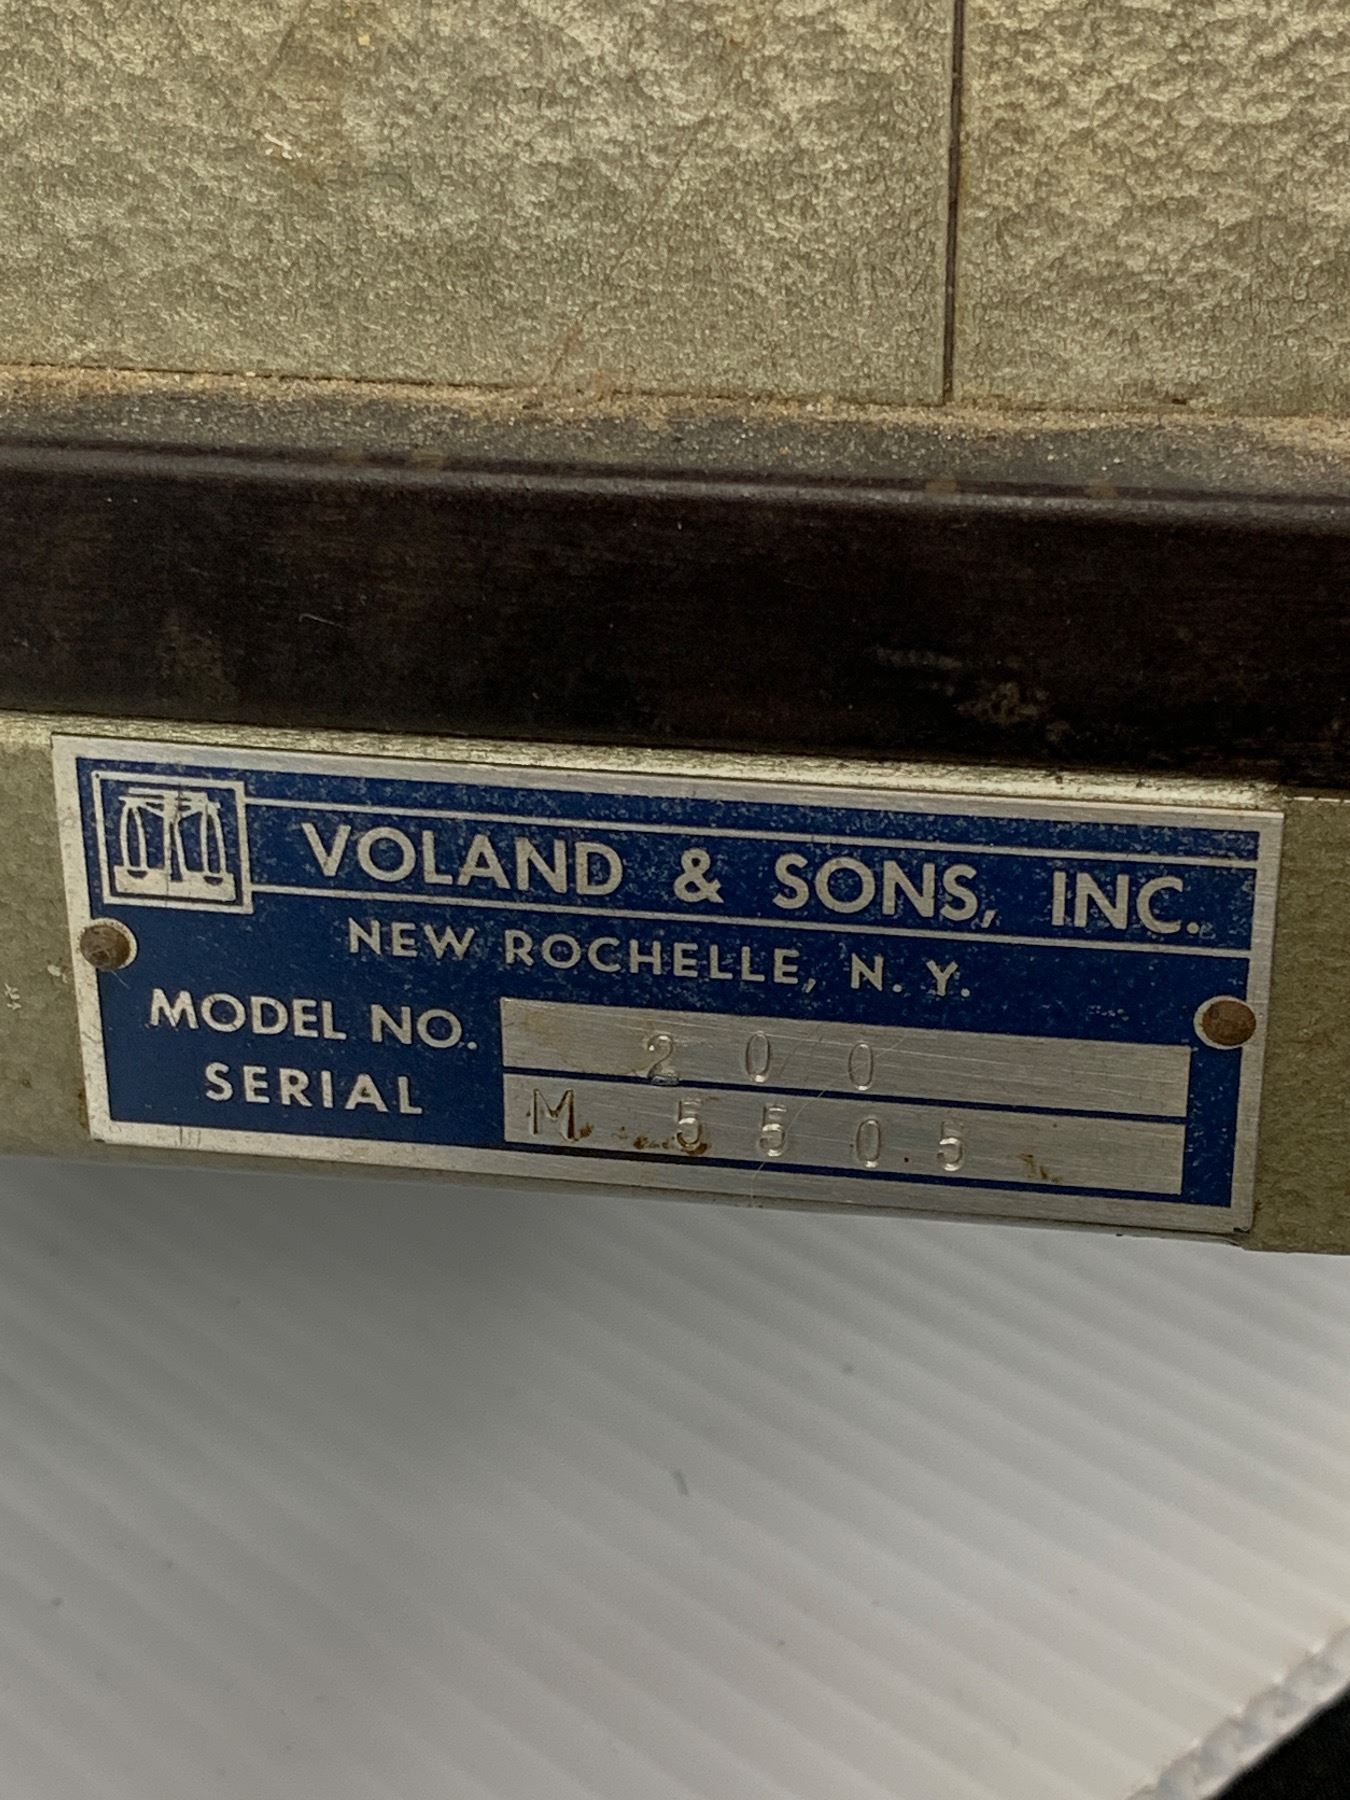 VOLAND & SONS, INC.
NEW ROCHELLE, N. Y.
MODEL NO. 200
SERIAL M 5505